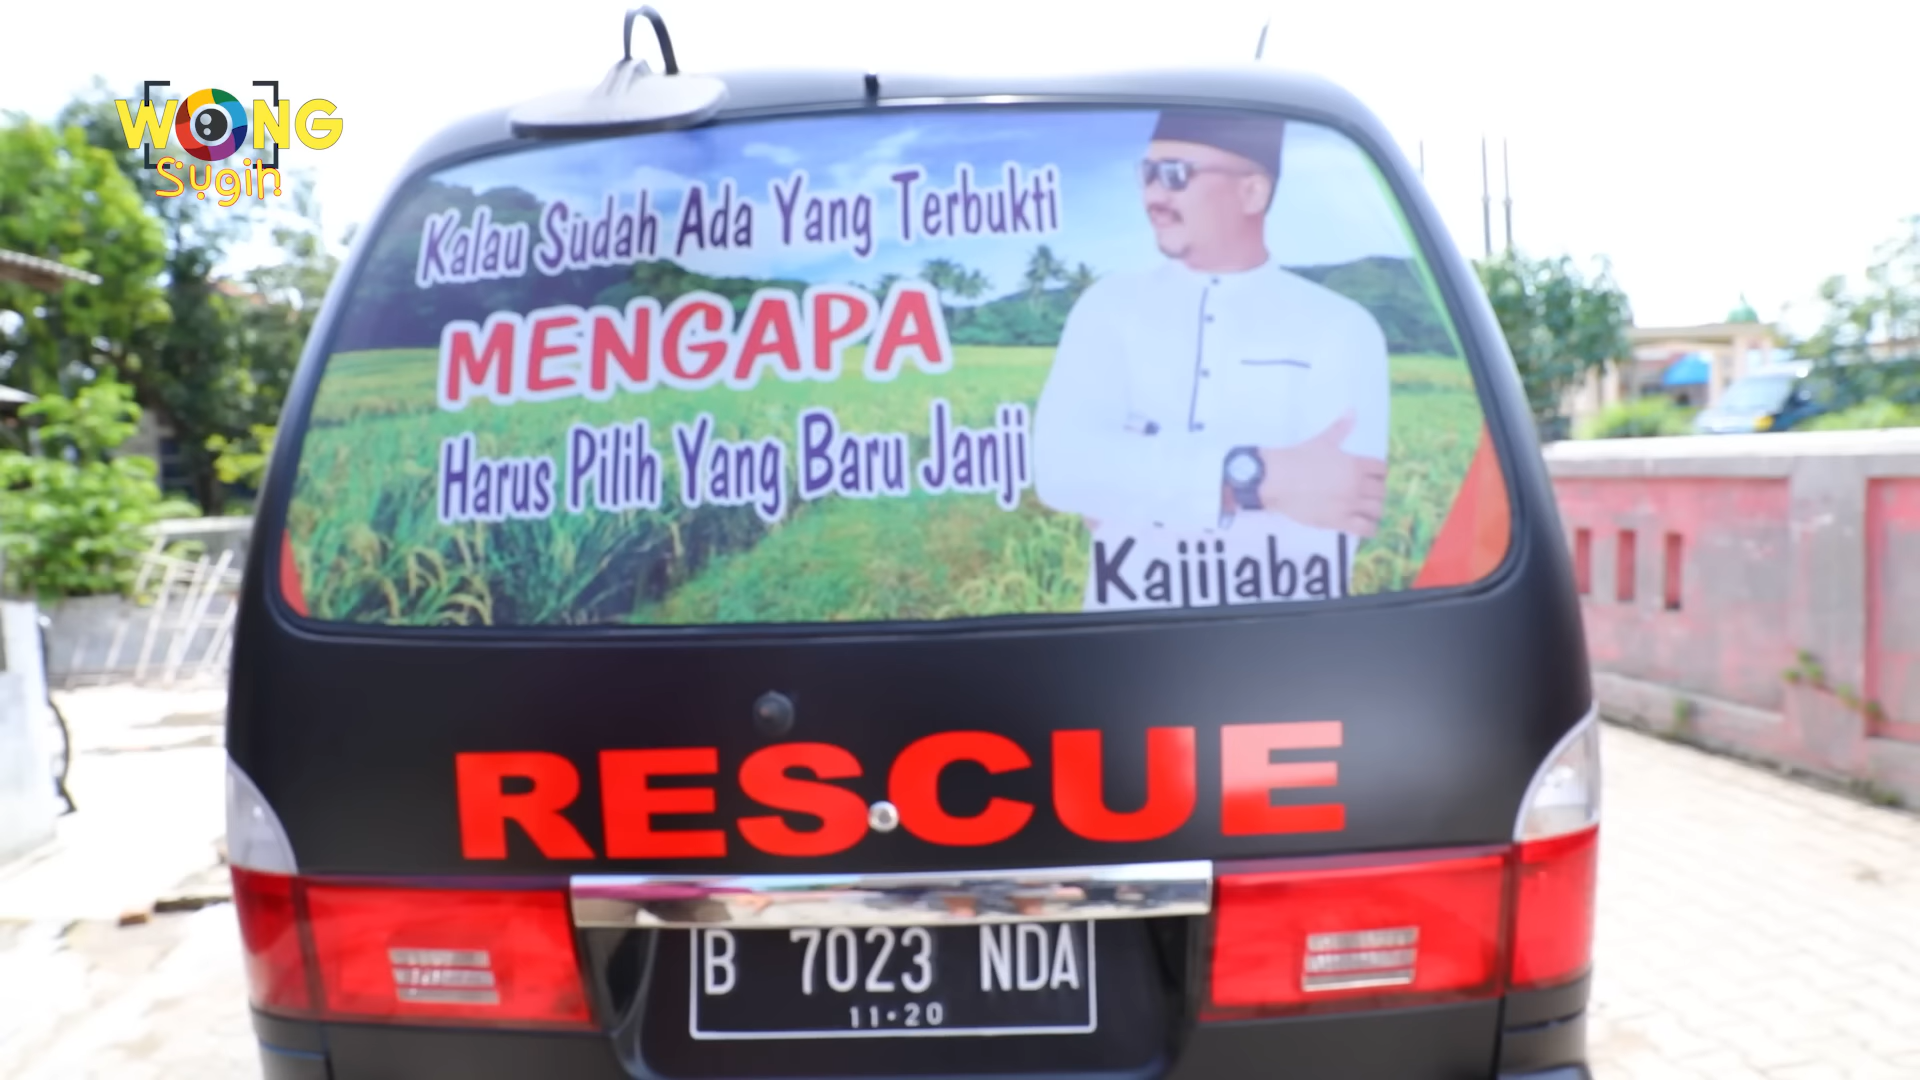 WONG
Sugih
Kalau Sudah Ada Yang Terbukti
MENGAPA
Harus Pilih Yang Baru Janji
Kajijabal
RESCUE
B 7023 NDA
11•20